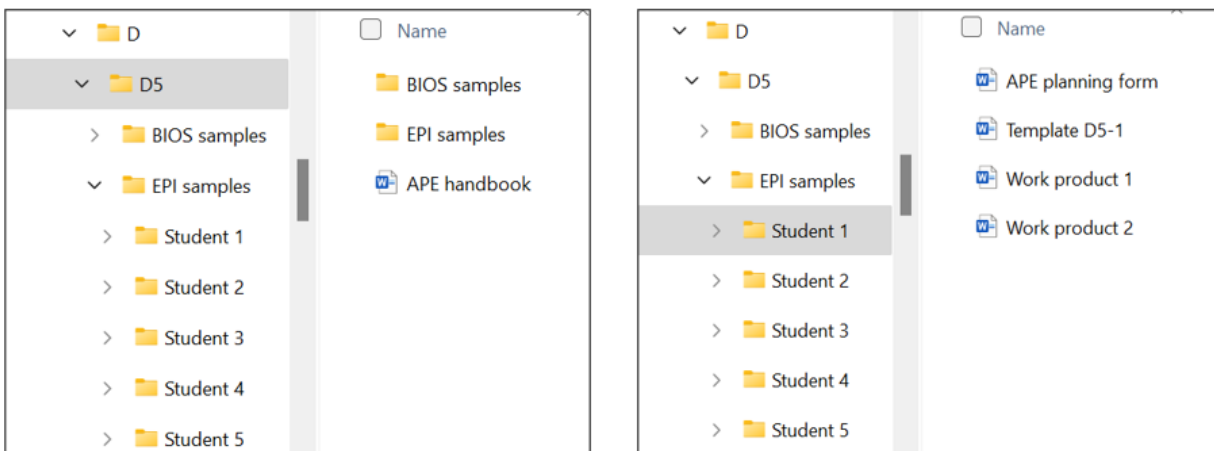 D
D5
BIOS samples
EPI samples
Student 1
Student 2
Student 3
Student 4
Student 5
Name
BIOS samples
EPI samples
APE handbook
D
D5
BIOS samples
EPI samples
Student 1
Student 2
Student 3
Student 4
Student 5
Name
APE planning form
Template D5-1
Work product 1
Work product 2